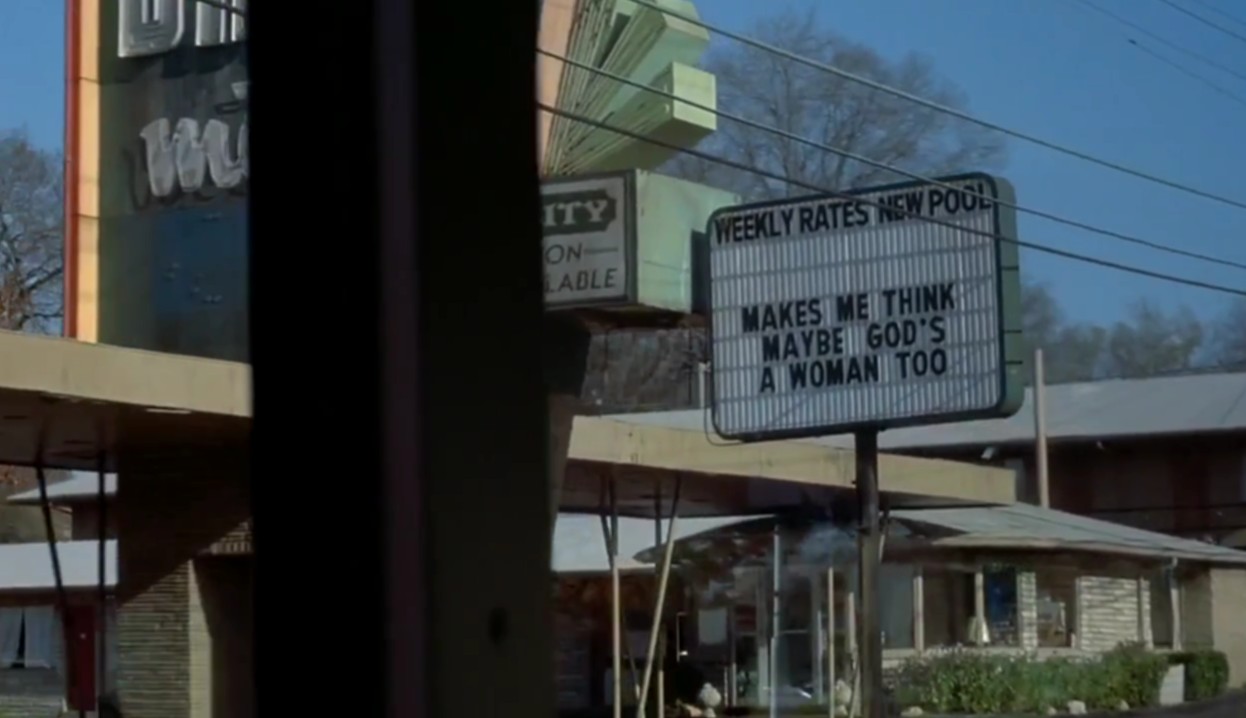 ITY
ON
LABLE
WEEKLY RATES NEW POOL
MAKES ME THINK
MAYBE GOD'S
A WOMAN TOO